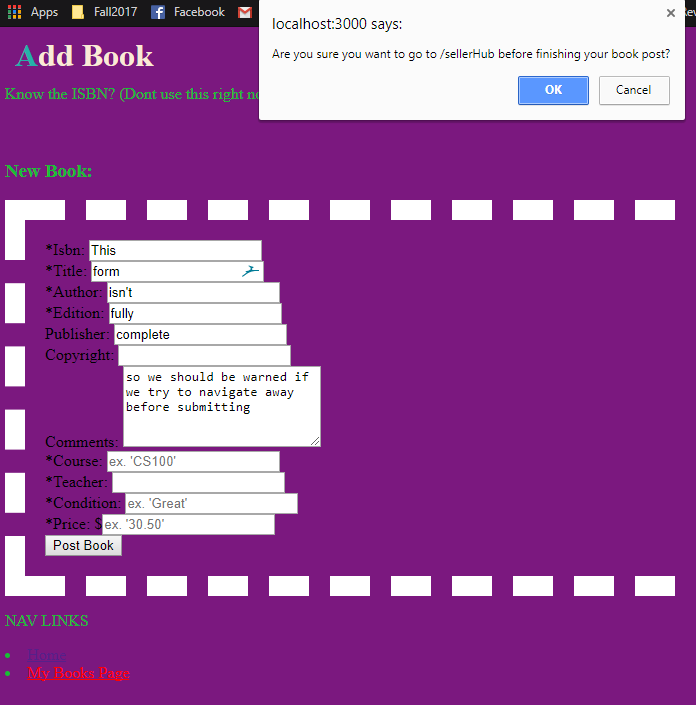 Apps Fall2017 Facebook
localhost:3000 says:
Are you sure you want to go to /sellerHub before finishing your book post?
OK Cancel
Add Book
Know the ISBN? (Dont use this right
New Book:
*Isbn: This
*Title: form
*Author: isn't
*Edition: fully
Publisher: complete
Copyright:
so we should be warned if
we try to navigate away
before submitting
Comments:
*Course: ex. 'CS100'
*Teacher:
*Condition: ex. 'Great'
*Price: $ ex. '30.50'
Post Book
NAV LINKS
Home
My Books Page